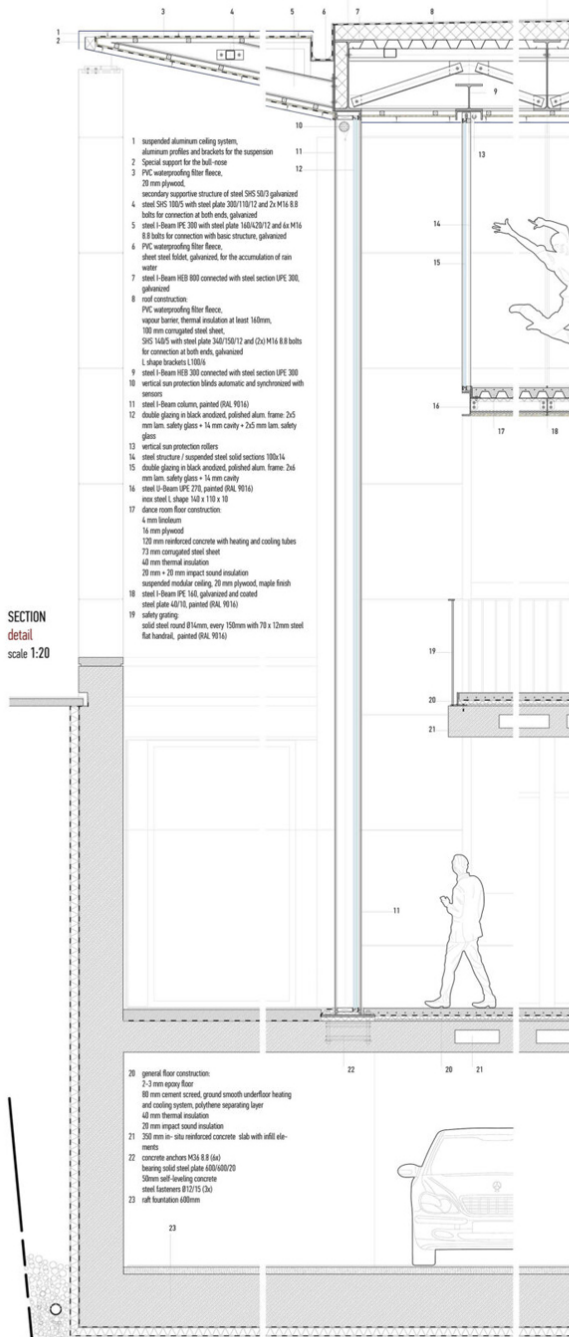 3 4 5 6 7 8
1
2
9
10
11
12
13
14
15
16
17 18
1 suspended aluminum ceiling system,
aluminum profiles and brackets for the suspension
2 Special support for the bull-nose
3 PVC waterproofing filter fleece,
20 mm plywood,
secondary supportive structure of steel SHS 50/3 galvanized
4 steel SHS 100/5 with steel plate 300/110/12 and 2x M16 8.8
bolts for connection at both ends, galvanized
5 steel I-Beam IPE 300 with steel plate 160/420/12 and 6x M16
8.8 bolts for connection with basic structure, galvanized
6 PVC waterproofing filter fleece,
sheet steel foldet, galvanized, for the accumulation of rain
water
7 steel I-Beam HEB 800 connected with steel section UPE 300,
galvanized
8 roof construction:
PVC waterproofing filter fleece,
vapour barrier, thermal insulation at least 160mm,
100 mm corrugated steel sheet,
SHS 140/5 with steel plate 340/150/12 and (2x) M16 8.8 bolts
for connection at both ends, galvanized
L shape brackets L100/6
9 steel I-Beam HEB 300 connected with steel section UPE 300
10 vertical sun protection blinds automatic and synchronized with
sensors
11 steel I-Beam column, painted (RAL 9016)
12 double glazing in black anodized, polished alum. frame: 2x5
mm lam. safety glass + 14 mm cavity + 2x5 mm lam. safety
glass
13 vertical sun protection rollers
14 steel structure / suspended steel solid sections 100x14
15 double glazing in black anodized, polished alum. frame: 2x6
mm lam. safety glass + 14 mm cavity
16 steel U-Beam UPE 270, painted (RAL 9016)
inox steel L shape 140 x 110 x 10
17 dance room floor construction:
4 mm linoleum
16 mm plywood
120 mm reinforced concrete with heating and cooling tubes
73 mm corrugated steel sheet
40 mm thermal insulation
20 mm + 20 mm impact sound insulation
suspended modular ceiling, 20 mm plywood, maple finish
18 steel I-Beam IPE 160, galvanized and coated
steel plate 40/10, painted (RAL 9016)
19 safety grating:
solid steel round Ø14mm, every 150mm with 70 x 12mm steel
flat handrail, painted (RAL 9016)
SECTION
detail
scale 1:20
19
20
21
11
22 20 21
20 general floor construction:
2-3 mm epoxy floor
80 mm cement screed, ground smooth underfloor heating
and cooling system, polythene separating layer
40 mm thermal insulation
20 mm impact sound insulation
21 350 mm in- situ reinforced concrete slab with infill ele-
ments
22 concrete anchors M36 8.8 (6x)
bearing solid steel plate 600/600/20
50mm self-leveling concrete
steel fasteners Ø12/15 (3x)
23 raft fountation 600mm
23